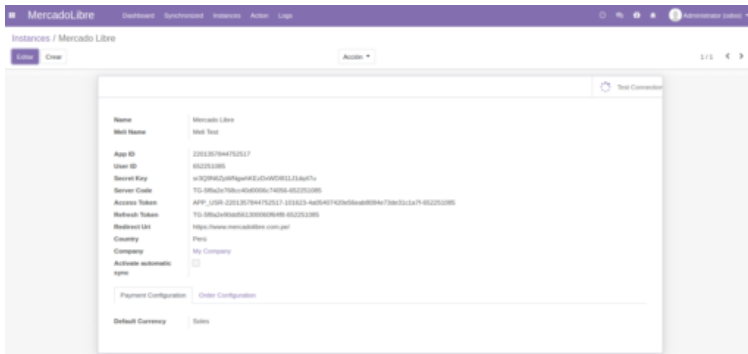 MercadoLibre Dashboard Synchronized Instances Action Logs Administrator
Instances / Mercado Libre
Editar Crear Acción 1 / 1
Test Connection
Name Mercado Libre
Meli Name Meli Test
App ID 2201357844752517
User ID 652251085
Secret Key
Server Code
Access Token
Refresh Token
Redirect Uri https://www.mercadolibre.com.pe/
Country Perú
Company My Company
Activate automatic
sync
Payment Configuration Order Configuration
Default Currency Soles